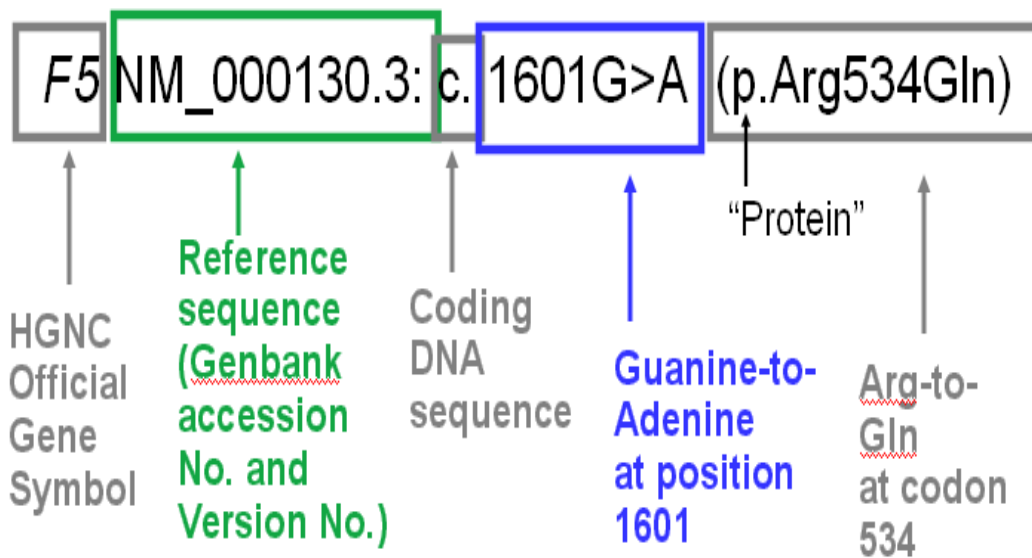 F5 NM_000130.3: c. 1601G>A (p.Arg534Gln)
“Protein”
HGNC
Official
Gene
Symbol
Reference
sequence
(Genbank
accession
No. and
Version No.)
Coding
DNA
sequence
Guanine-to-
Adenine
at position
1601
Arg-to-
Gln
at codon
534